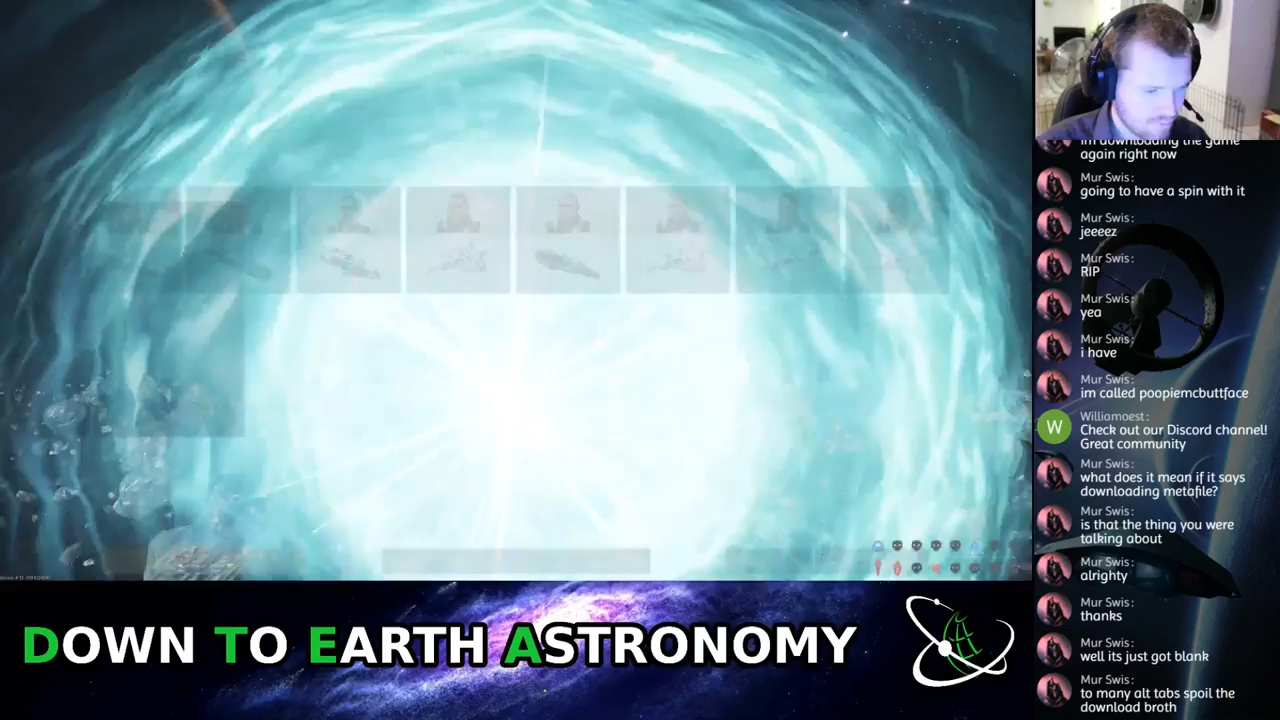 im downloading the game
again right now
Mur Swis:
going to have a spin with it
Mur Swis:
jeeeez
Mur Swis:
RIP
Mur Swis:
yea
Mur Swis:
i have
Mur Swis:
im called poopiemcbuttface
W
Williamoest:
Check out our Discord channel!
Great community
Mur Swis:
what does it mean if it says
downloading metafile?
Mur Swis:
is that the thing you were
talking about
Mur Swis:
alrighty
Mur Swis:
thanks
Mur Swis:
well its just got blank
Mur Swis:
to many alt tabs spoil the
download broth
DOWN TO EARTH ASTRONOMY